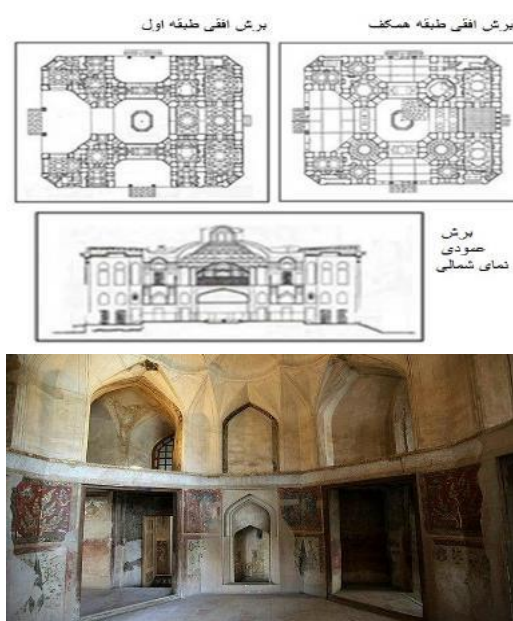 برش افقی طبقه همکف
برش افقی طبقه اول
برش
عمودی
نمای شمالی